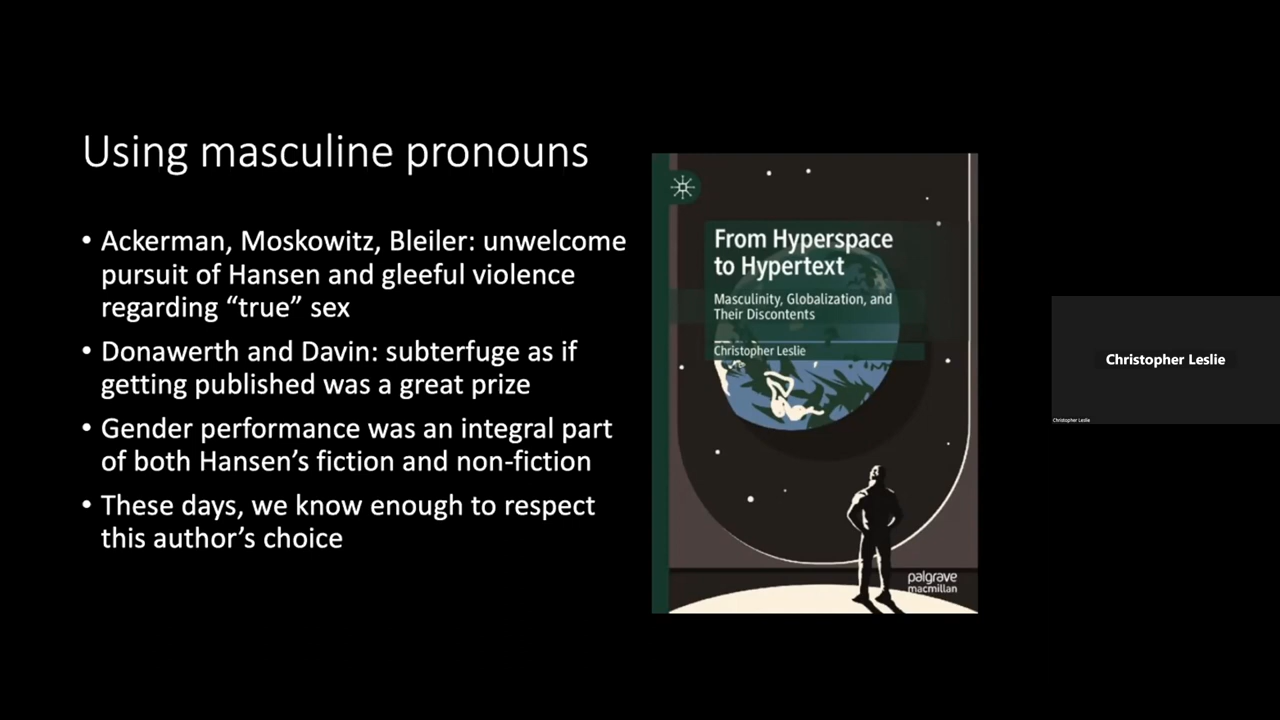 Using masculine pronouns
• Ackerman, Moskowitz, Bleiler: unwelcome
pursuit of Hansen and gleeful violence
regarding “true” sex
• Donawerth and Davin: subterfuge as if
getting published was a great prize
• Gender performance was an integral part
of both Hansen’s fiction and non-fiction
• These days, we know enough to respect
this author’s choice
From Hyperspace
to Hypertext
Masculinity, Globalization, and
Their Discontents
Christopher Leslie
palgrave
macmillan
Christopher Leslie
Christopher Leslie